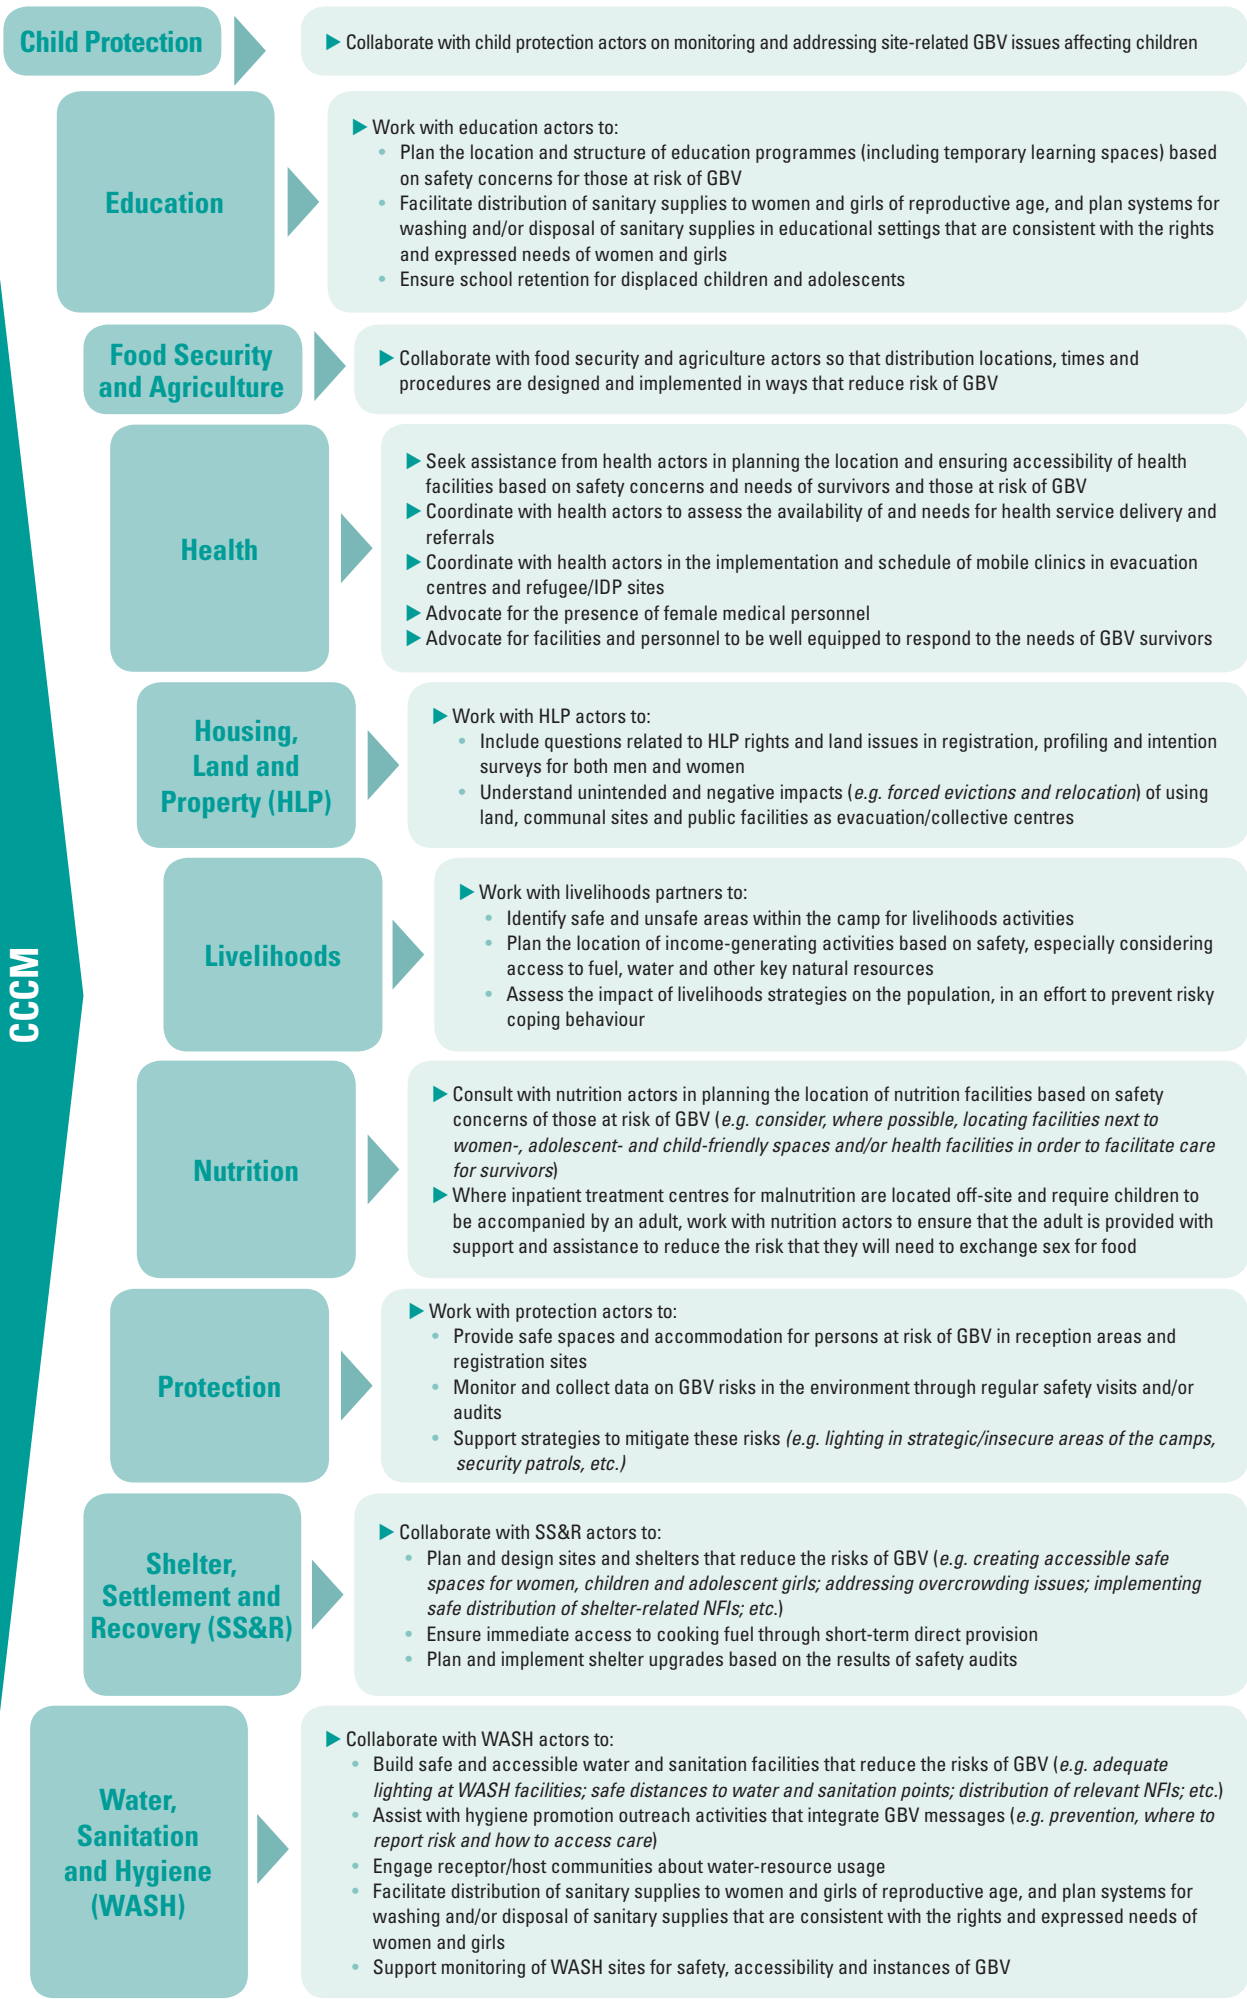 Child Protection
▶ Collaborate with child protection actors on monitoring and addressing site-related GBV issues affecting children
Education
▶ Work with education actors to:
• Plan the location and structure of education programmes (including temporary learning spaces) based
on safety concerns for those at risk of GBV
• Facilitate distribution of sanitary supplies to women and girls of reproductive age, and plan systems for
washing and/or disposal of sanitary supplies in educational settings that are consistent with the rights
and expressed needs of women and girls
• Ensure school retention for displaced children and adolescents
Food Security
and Agriculture
▶ Collaborate with food security and agriculture actors so that distribution locations, times and
procedures are designed and implemented in ways that reduce risk of GBV
Health
▶ Seek assistance from health actors in planning the location and ensuring accessibility of health
facilities based on safety concerns and needs of survivors and those at risk of GBV
▶ Coordinate with health actors to assess the availability of and needs for health service delivery and
referrals
▶ Coordinate with health actors in the implementation and schedule of mobile clinics in evacuation
centres and refugee/IDP sites
▶ Advocate for the presence of female medical personnel
▶ Advocate for facilities and personnel to be well equipped to respond to the needs of GBV survivors
Housing,
Land and
Property (HLP)
▶ Work with HLP actors to:
• Include questions related to HLP rights and land issues in registration, profiling and intention
surveys for both men and women
• Understand unintended and negative impacts (e.g. forced evictions and relocation) of using
land, communal sites and public facilities as evacuation/collective centres
CCCM
Livelihoods
▶ Work with livelihoods partners to:
• Identify safe and unsafe areas within the camp for livelihoods activities
• Plan the location of income-generating activities based on safety, especially considering
access to fuel, water and other key natural resources
• Assess the impact of livelihoods strategies on the population, in an effort to prevent risky
coping behaviour
Nutrition
▶ Consult with nutrition actors in planning the location of nutrition facilities based on safety
concerns of those at risk of GBV (e.g. consider, where possible, locating facilities next to
women-, adolescent- and child-friendly spaces and/or health facilities in order to facilitate care
for survivors)
▶ Where inpatient treatment centres for malnutrition are located off-site and require children to
be accompanied by an adult, work with nutrition actors to ensure that the adult is provided with
support and assistance to reduce the risk that they will need to exchange sex for food
Protection
▶ Work with protection actors to:
• Provide safe spaces and accommodation for persons at risk of GBV in reception areas and
registration sites
• Monitor and collect data on GBV risks in the environment through regular safety visits and/or
audits
• Support strategies to mitigate these risks (e.g. lighting in strategic/insecure areas of the camps,
security patrols, etc.)
Shelter,
Settlement and
Recovery (SS&R)
▶ Collaborate with SS&R actors to:
• Plan and design sites and shelters that reduce the risks of GBV (e.g. creating accessible safe
spaces for women, children and adolescent girls; addressing overcrowding issues; implementing
safe distribution of shelter-related NFIs; etc.)
• Ensure immediate access to cooking fuel through short-term direct provision
• Plan and implement shelter upgrades based on the results of safety audits
Water,
Sanitation
and Hygiene
(WASH)
▶ Collaborate with WASH actors to:
• Build safe and accessible water and sanitation facilities that reduce the risks of GBV (e.g. adequate
lighting at WASH facilities; safe distances to water and sanitation points; distribution of relevant NFIs; etc.)
• Assist with hygiene promotion outreach activities that integrate GBV messages (e.g. prevention, where to
report risk and how to access care)
• Engage receptor/host communities about water-resource usage
• Facilitate distribution of sanitary supplies to women and girls of reproductive age, and plan systems for
washing and/or disposal of sanitary supplies that are consistent with the rights and expressed needs of
women and girls
• Support monitoring of WASH sites for safety, accessibility and instances of GBV